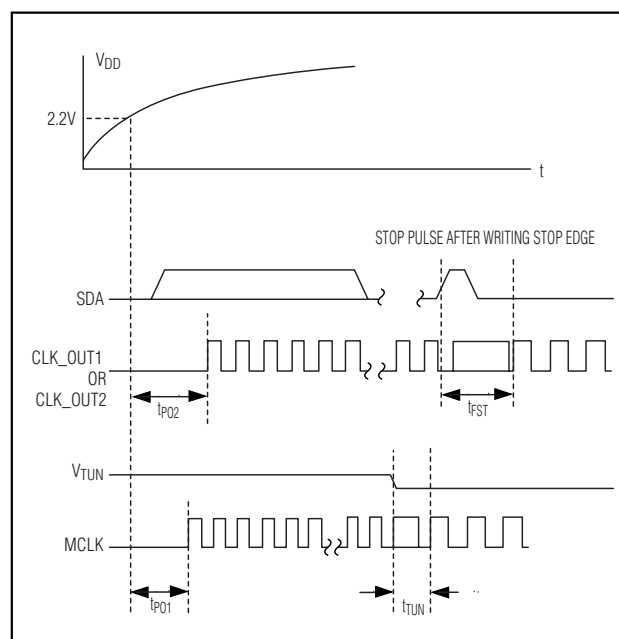 VDD
2.2V
t
STOP PULSE AFTER WRITING STOP EDGE
SDA
CLK_OUT1
OR
CLK_OUT2
tPO2
tFST
VTUN
MCLK
tPO1
tTUN